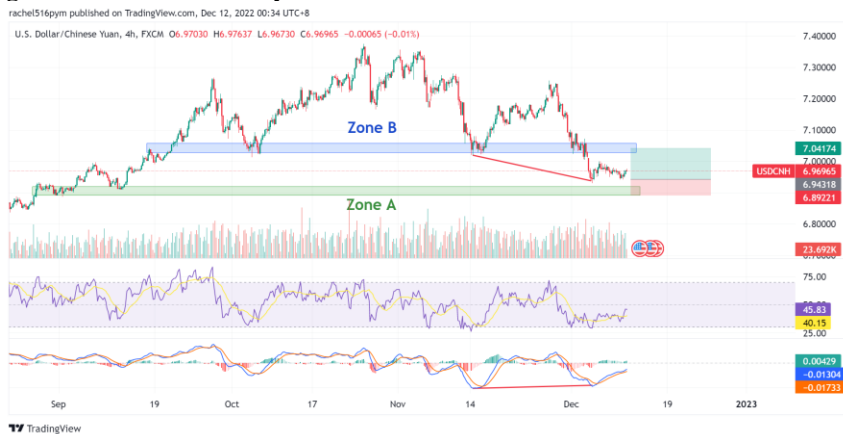 rachel516pym published on TradingView.com, Dec 12, 2022 00:34 UTC+8
U.S. Dollar/Chinese Yuan, 4h, FXCM O6.97030 H6.97637 L6.96730 C6.96965 -0.00065 (-0.01%)
7.40000
7.30000
7.20000
7.10000
Zone B
7.04174
7.00000
USDCNH 6.96965
6.94318
6.89221
Zone A
6.80000
23.692K
75.00
45.83
40.15
25.00
0.00429
-0.01304
-0.01733
Sep 19 Oct 17 Nov 14 Dec 19 2023
TradingView